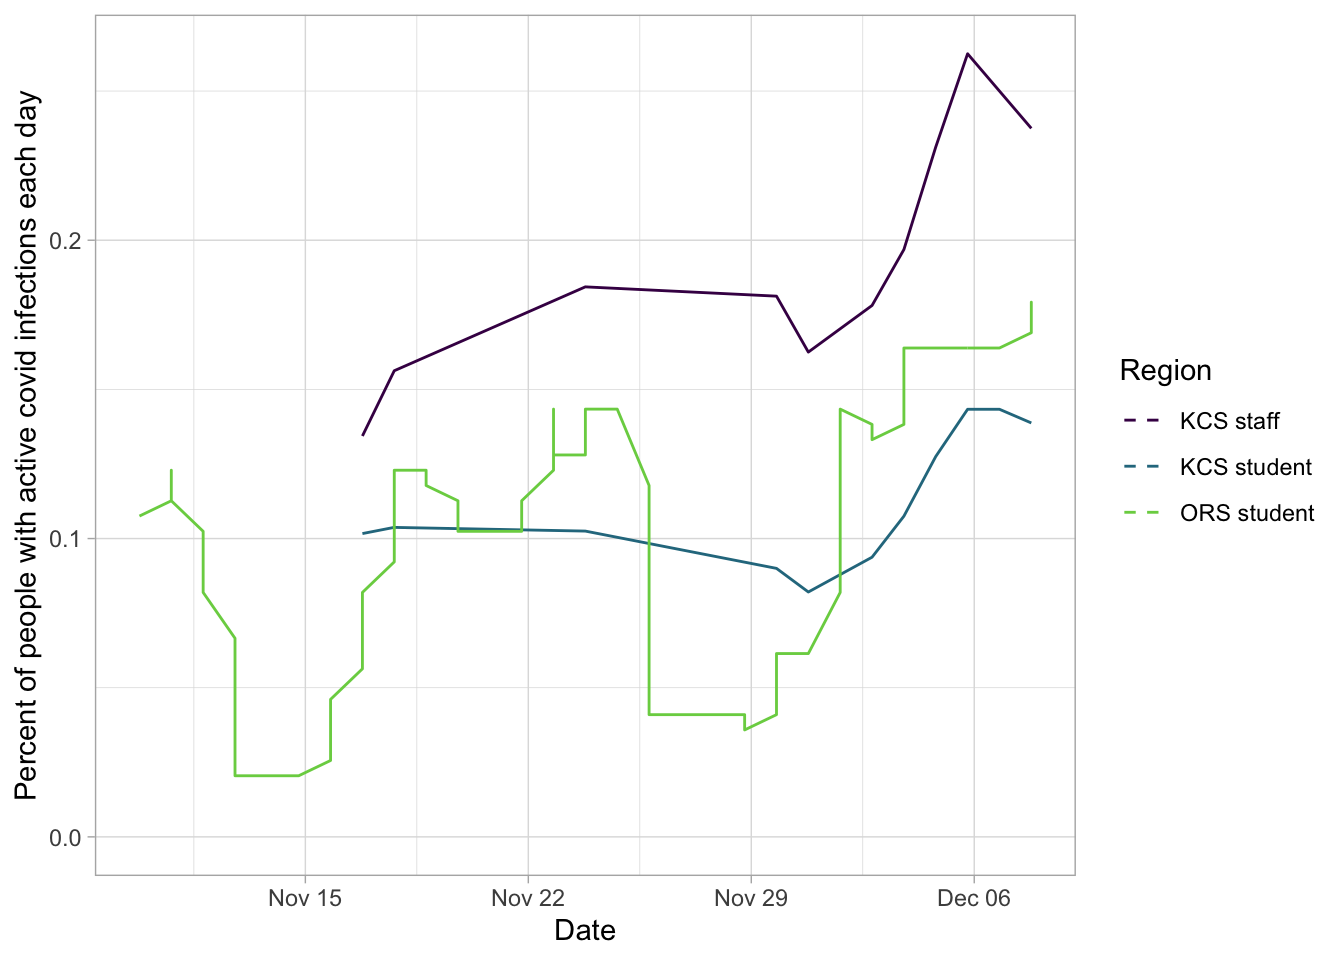 Percent of people with active covid infections each day
0.2
0.1
0.0
Nov 15
Nov 22
Nov 29
Dec 06
Date
Region
KCS staff
KCS student
ORS student